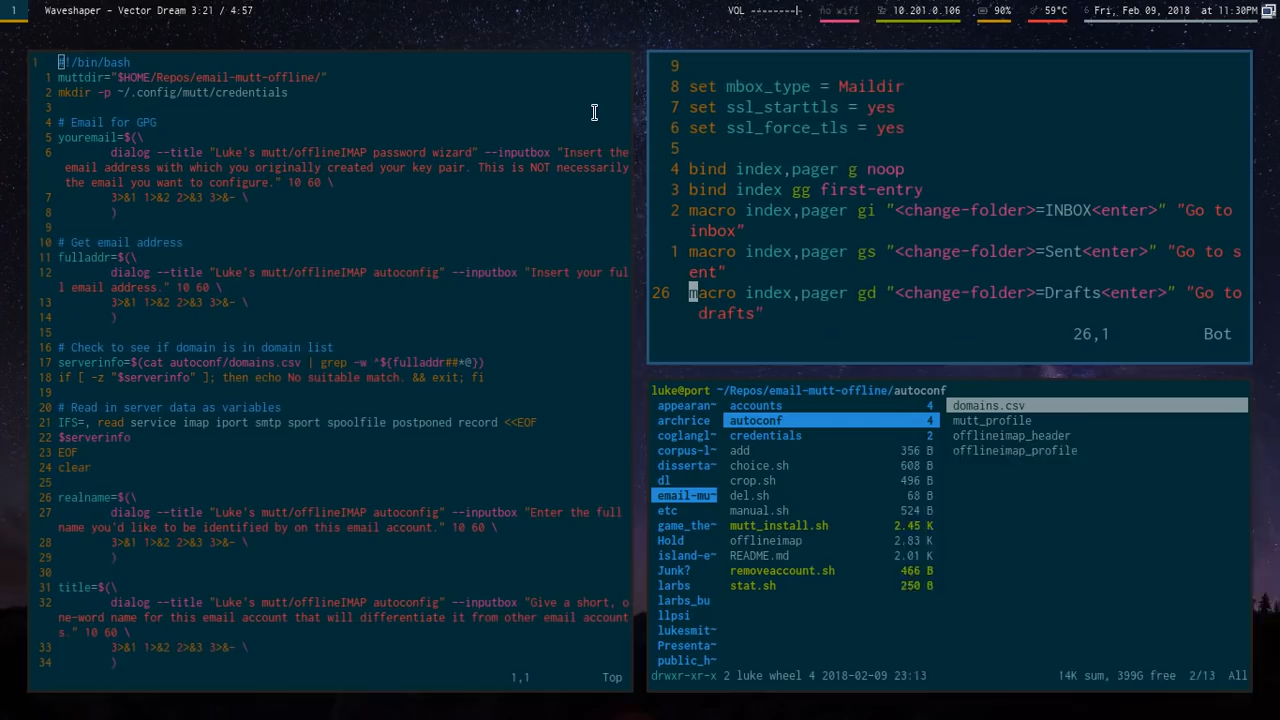 1 Waveshaper - Vector Dream 3:21 / 4:57 VOL --------| no wifi 10.201.0.106 90% 59°C Fri, Feb 09, 2018 at 11:30PM
1 #!/bin/bash
1 muttdir="$HOME/Repos/email-mutt-offline/"
2 mkdir -p ~/.config/mutt/credentials
3
4 # Email for GPG
5 youremail=$(\
6 dialog --title "Luke's mutt/offlineIMAP password wizard" --inputbox "Insert the
email address with which you originally created your key pair. This is NOT necessarily
the email you want to configure." 10 60 \
7 3>&1 1>&2 2>&3 3>&- \
8 )
9
10 # Get email address
11 fulladdr=$(\
12 dialog --title "Luke's mutt/offlineIMAP autoconfig" --inputbox "Insert your ful
l email address." 10 60 \
13 3>&1 1>&2 2>&3 3>&- \
14 )
15
16 # Check to see if domain is in domain list
17 serverinfo=$(cat autoconf/domains.csv | grep -w ^${fulladdr##*@})
18 if [ -z "$serverinfo" ]; then echo No suitable match. && exit; fi
19
20 # Read in server data as variables
21 IFS=, read service imap iport smtp sport spoolfile postponed record <<EOF
22 $serverinfo
23 EOF
24 clear
25
26 realname=$(\
27 dialog --title "Luke's mutt/offlineIMAP autoconfig" --inputbox "Enter the full
name you'd like to be identified by on this email account." 10 60 \
28 3>&1 1>&2 2>&3 3>&- \
29 )
30
31 title=$(\
32 dialog --title "Luke's mutt/offlineIMAP autoconfig" --inputbox "Give a short, o
ne-word name for this email account that will differentiate it from other email account
s." 10 60 \
33 3>&1 1>&2 2>&3 3>&- \
34 )
1,1 Top
9
8 set mbox_type = Maildir
7 set ssl_starttls = yes
6 set ssl_force_tls = yes
5
4 bind index,pager g noop
3 bind index gg first-entry
2 macro index,pager gi "<change-folder>=INBOX<enter>" "Go to
inbox"
1 macro index,pager gs "<change-folder>=Sent<enter>" "Go to s
ent"
26 macro index,pager gd "<change-folder>=Drafts<enter>" "Go to
drafts"
26,1 Bot
luke@port ~/Repos/email-mutt-offline/autoconf
appearan~ accounts 4 domains.csv
archrice autoconf 4 mutt_profile
coglangl~ credentials 2 offlineimap_header
corpus-l~ add 356 B offlineimap_profile
disserta~ choice.sh 608 B
dl crop.sh 496 B
email-mu~ del.sh 68 B
etc manual.sh 524 B
game_the~ mutt_install.sh 2.45 K
Hold offlineimap 2.83 K
island-e~ README.md 2.01 K
Junk? removeaccount.sh 466 B
larbs stat.sh 250 B
larbs_bu
llpsi
lukesmit~
Presenta~
public_h~
drwxr-xr-x 2 luke wheel 4 2018-02-09 23:13 14K sum, 399G free 2/13 All